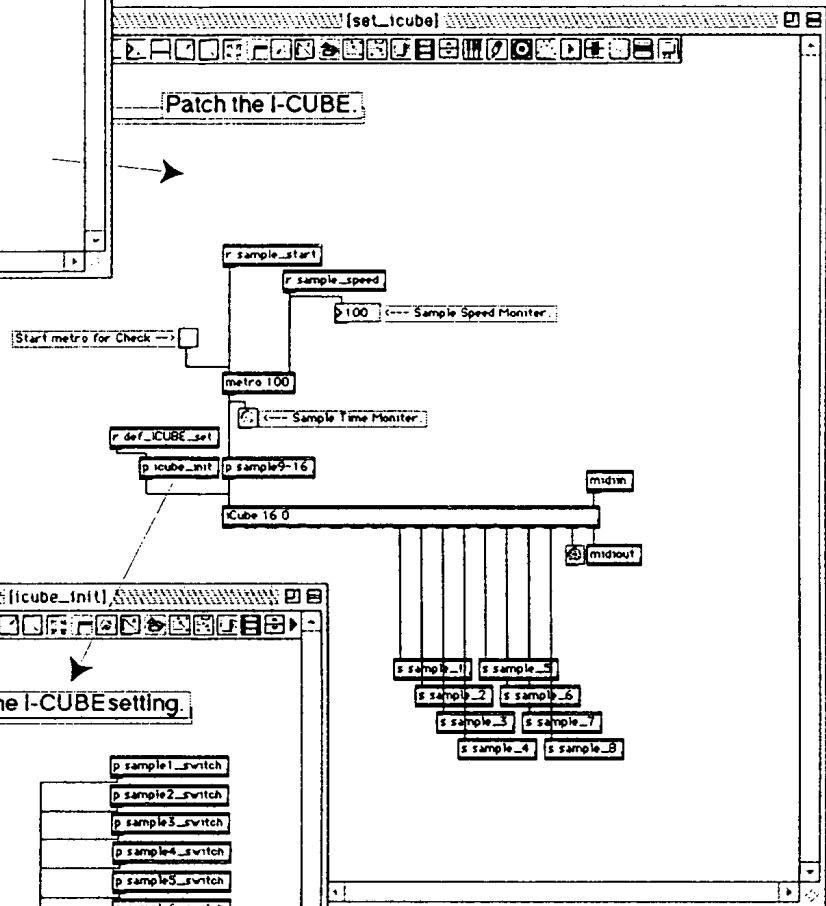 [set_icube]
Patch the I-CUBE.
r sample_start
r sample_speed
100 <--- Sample Speed Moniter.
Start metro for Check -->
metro 100
<--- Sample Time Moniter.
r def_ICUBE_set
p icube_init
p sample9-16
midiin
iCube 16 0
midiout
[icube_init]
s sample_1
s sample_5
s sample_2
s sample_6
he I-CUBE setting.
s sample_3
s sample_7
s sample_4
s sample_8
p sample1_switch
p sample2_switch
p sample3_switch
p sample4_switch
p sample5_switch